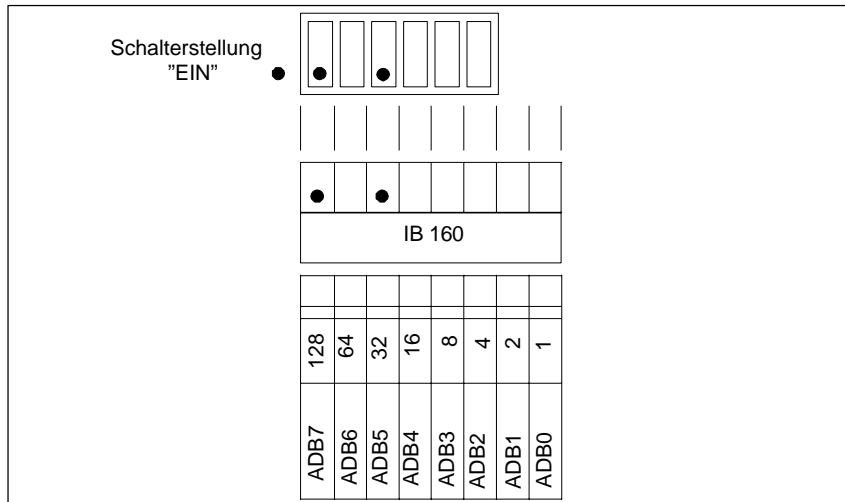 Schalterstellung
”EIN”
IB 160
128 64 32 16 8 4 2 1
ADB7 ADB6 ADB5 ADB4 ADB3 ADB2 ADB1 ADB0